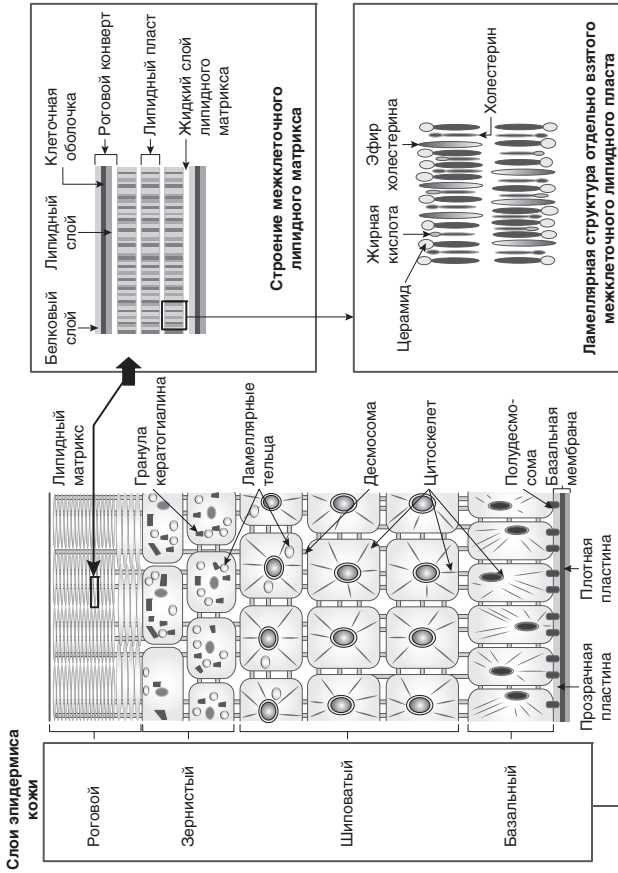 Слои эпидермиса
кожи
Роговой
Зернистый
Шиповатый
Базальный
Липидный
матрикс
Гранула
кератогиалина
Ламеллярные
тельца
Десмосома
Цитоскелет
Полудесмо-
сома
Базальная
мембрана
Прозрачная
пластина
Плотная
пластина
Белковый
слой
Липидный
слой
Клеточная
оболочка
Роговой конверт
Липидный пласт
Жидкий слой
липидного
матрикса
Строение межклеточного
липидного матрикса
Церамид
Жирная
кислота
Эфир
холестерина
Холестерин
Ламеллярная структура отдельно взятого
межклеточного липидного пласта